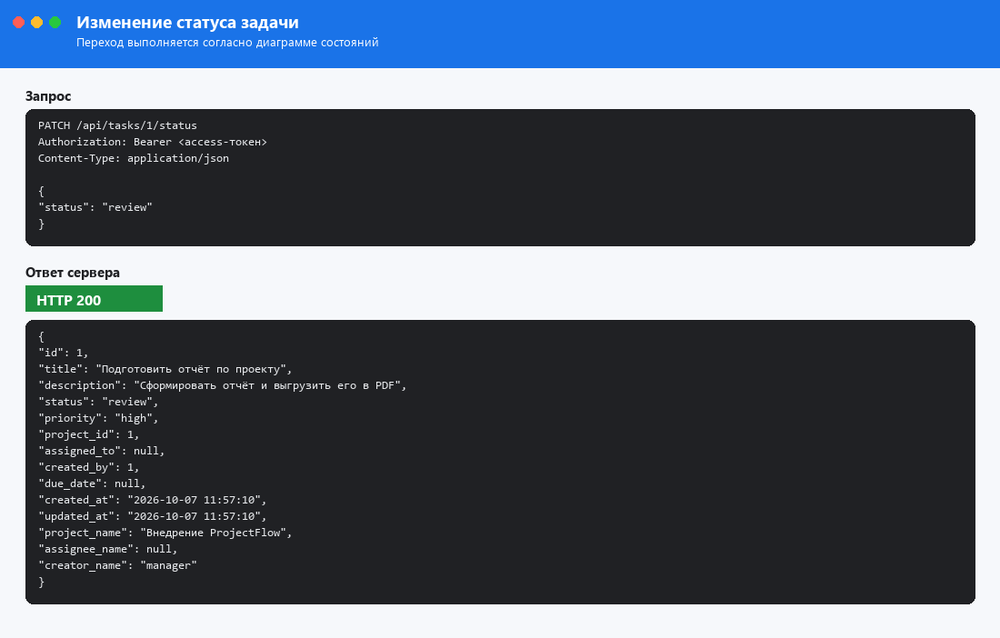 Изменение статуса задачи
Переход выполняется согласно диаграмме состояний
Запрос
PATCH /api/tasks/1/status
Authorization: Bearer <access-токен>
Content-Type: application/json
{
"status": "review"
}
Ответ сервера
HTTP 200
{
"id": 1,
"title": "Подготовить отчёт по проекту",
"description": "Сформировать отчёт и выгрузить его в PDF",
"status": "review",
"priority": "high",
"project_id": 1,
"assigned_to": null,
"created_by": 1,
"due_date": null,
"created_at": "2026-10-07 11:57:10",
"updated_at": "2026-10-07 11:57:10",
"project_name": "Внедрение ProjectFlow",
"assignee_name": null,
"creator_name": "manager"
}